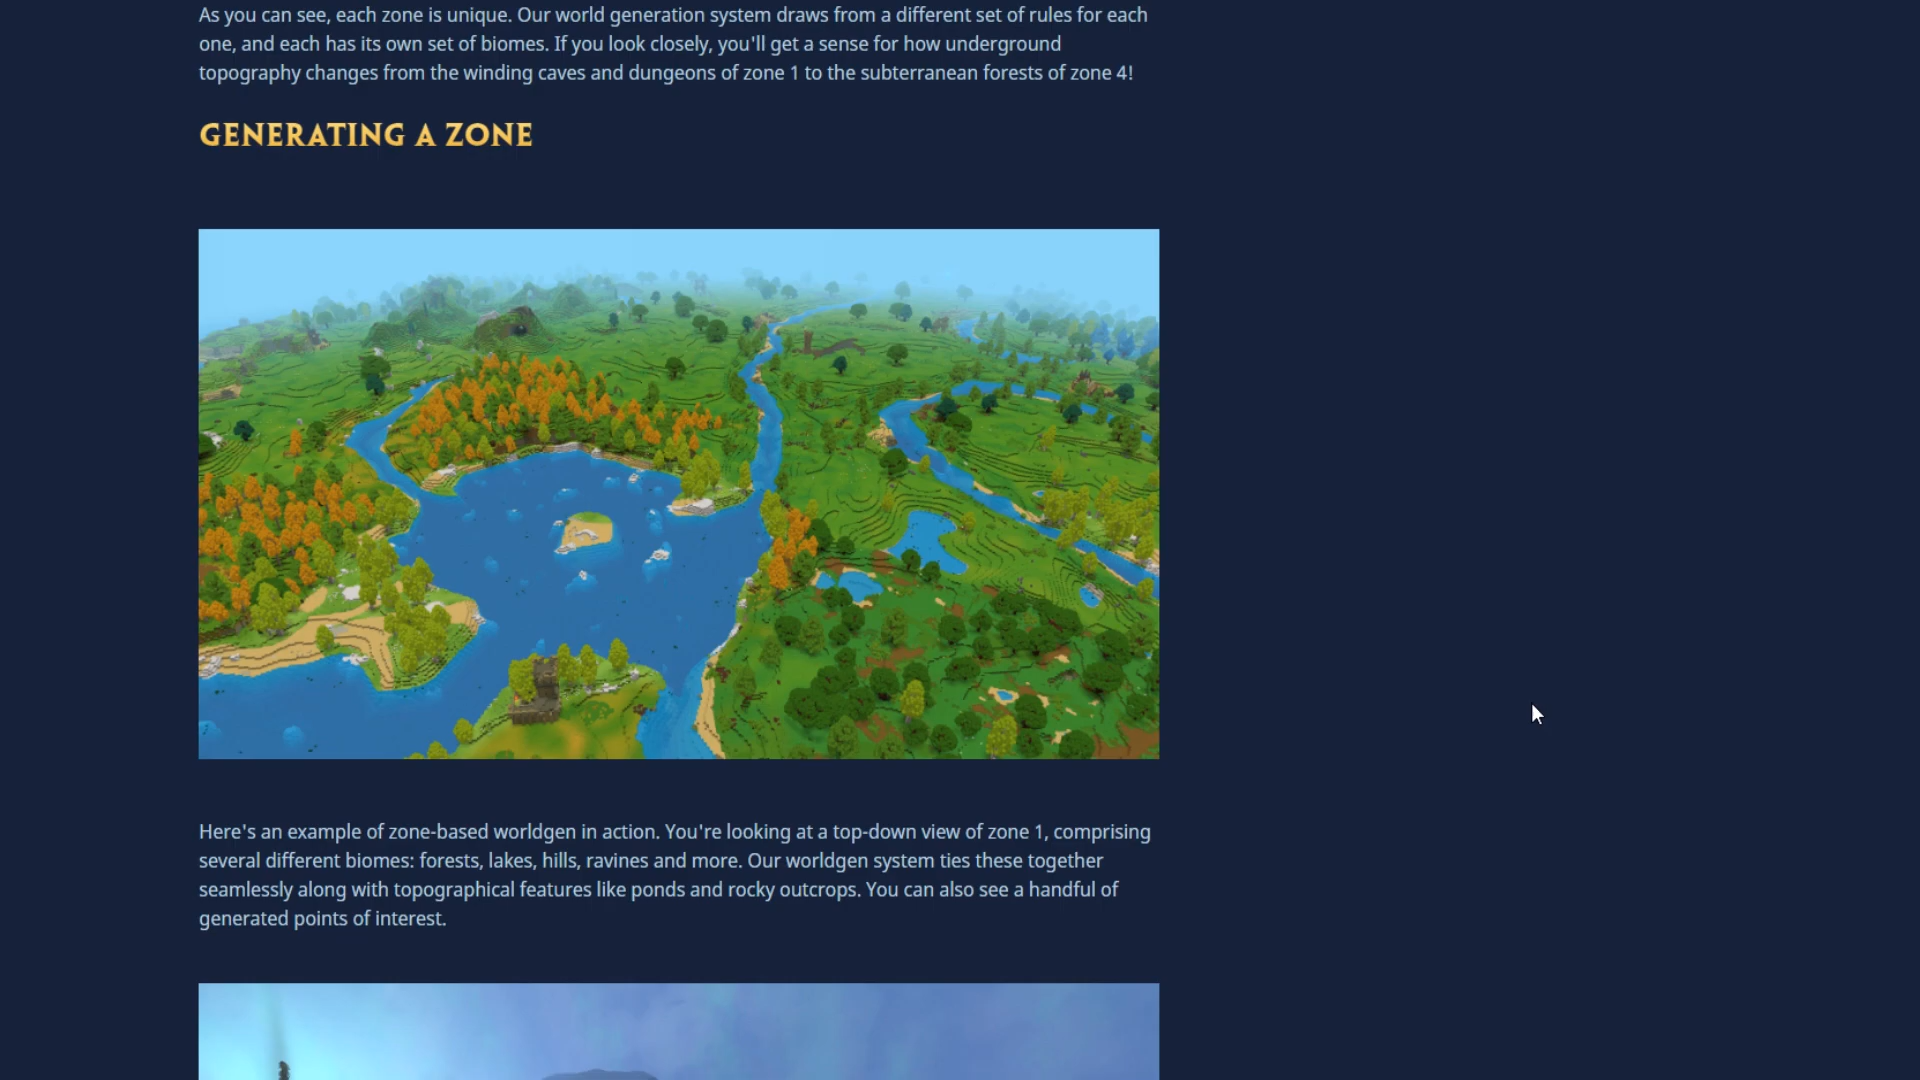 As you can see, each zone is unique. Our world generation system draws from a different set of rules for each
one, and each has its own set of biomes. If you look closely, you'll get a sense for how underground
topography changes from the winding caves and dungeons of zone 1 to the subterranean forests of zone 4!
GENERATING A ZONE
Here's an example of zone-based worldgen in action. You're looking at a top-down view of zone 1, comprising
several different biomes: forests, lakes, hills, ravines and more. Our worldgen system ties these together
seamlessly along with topographical features like ponds and rocky outcrops. You can also see a handful of
generated points of interest.